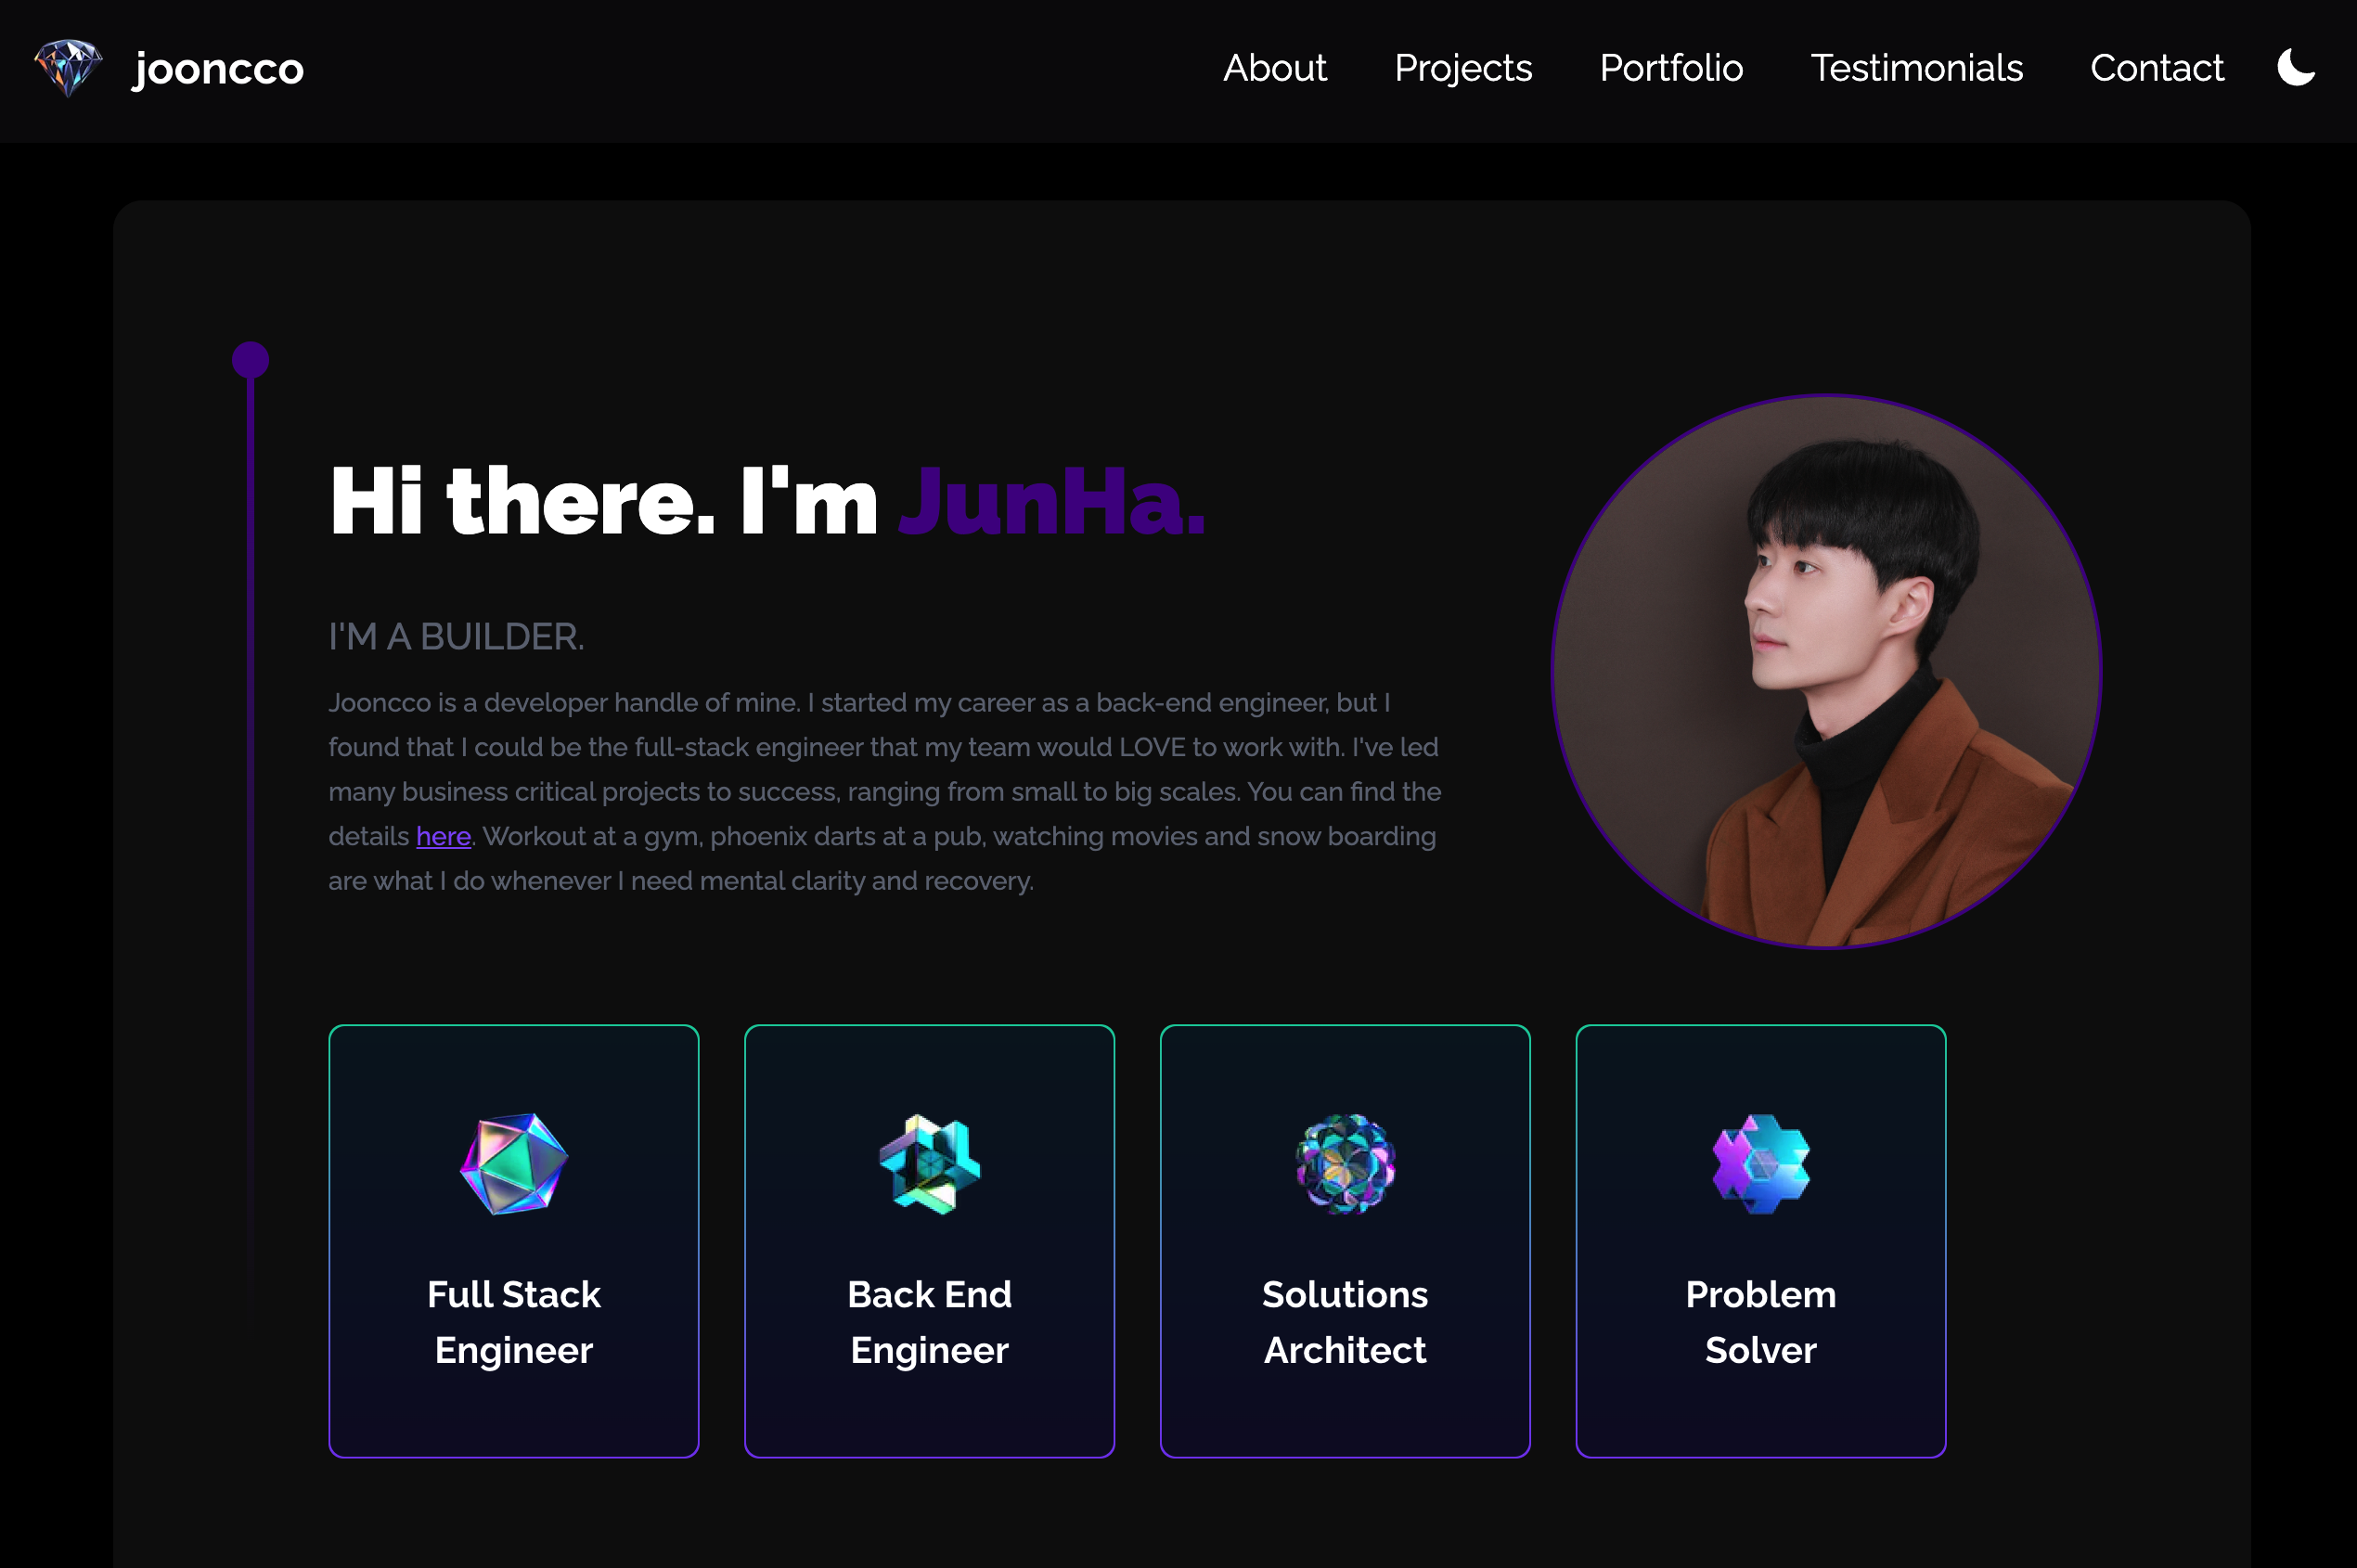 jooncco
About
Projects
Portfolio
Testimonials
Contact
Hi there. I'm JunHa.
I'M A BUILDER.
Jooncco is a developer handle of mine. I started my career as a back-end engineer, but I
found that I could be the full-stack engineer that my team would LOVE to work with. I've led
many business critical projects to success, ranging from small to big scales. You can find the
details here. Workout at a gym, phoenix darts at a pub, watching movies and snow boarding
are what I do whenever I need mental clarity and recovery.
Full Stack
Engineer
Back End
Engineer
Solutions
Architect
Problem
Solver